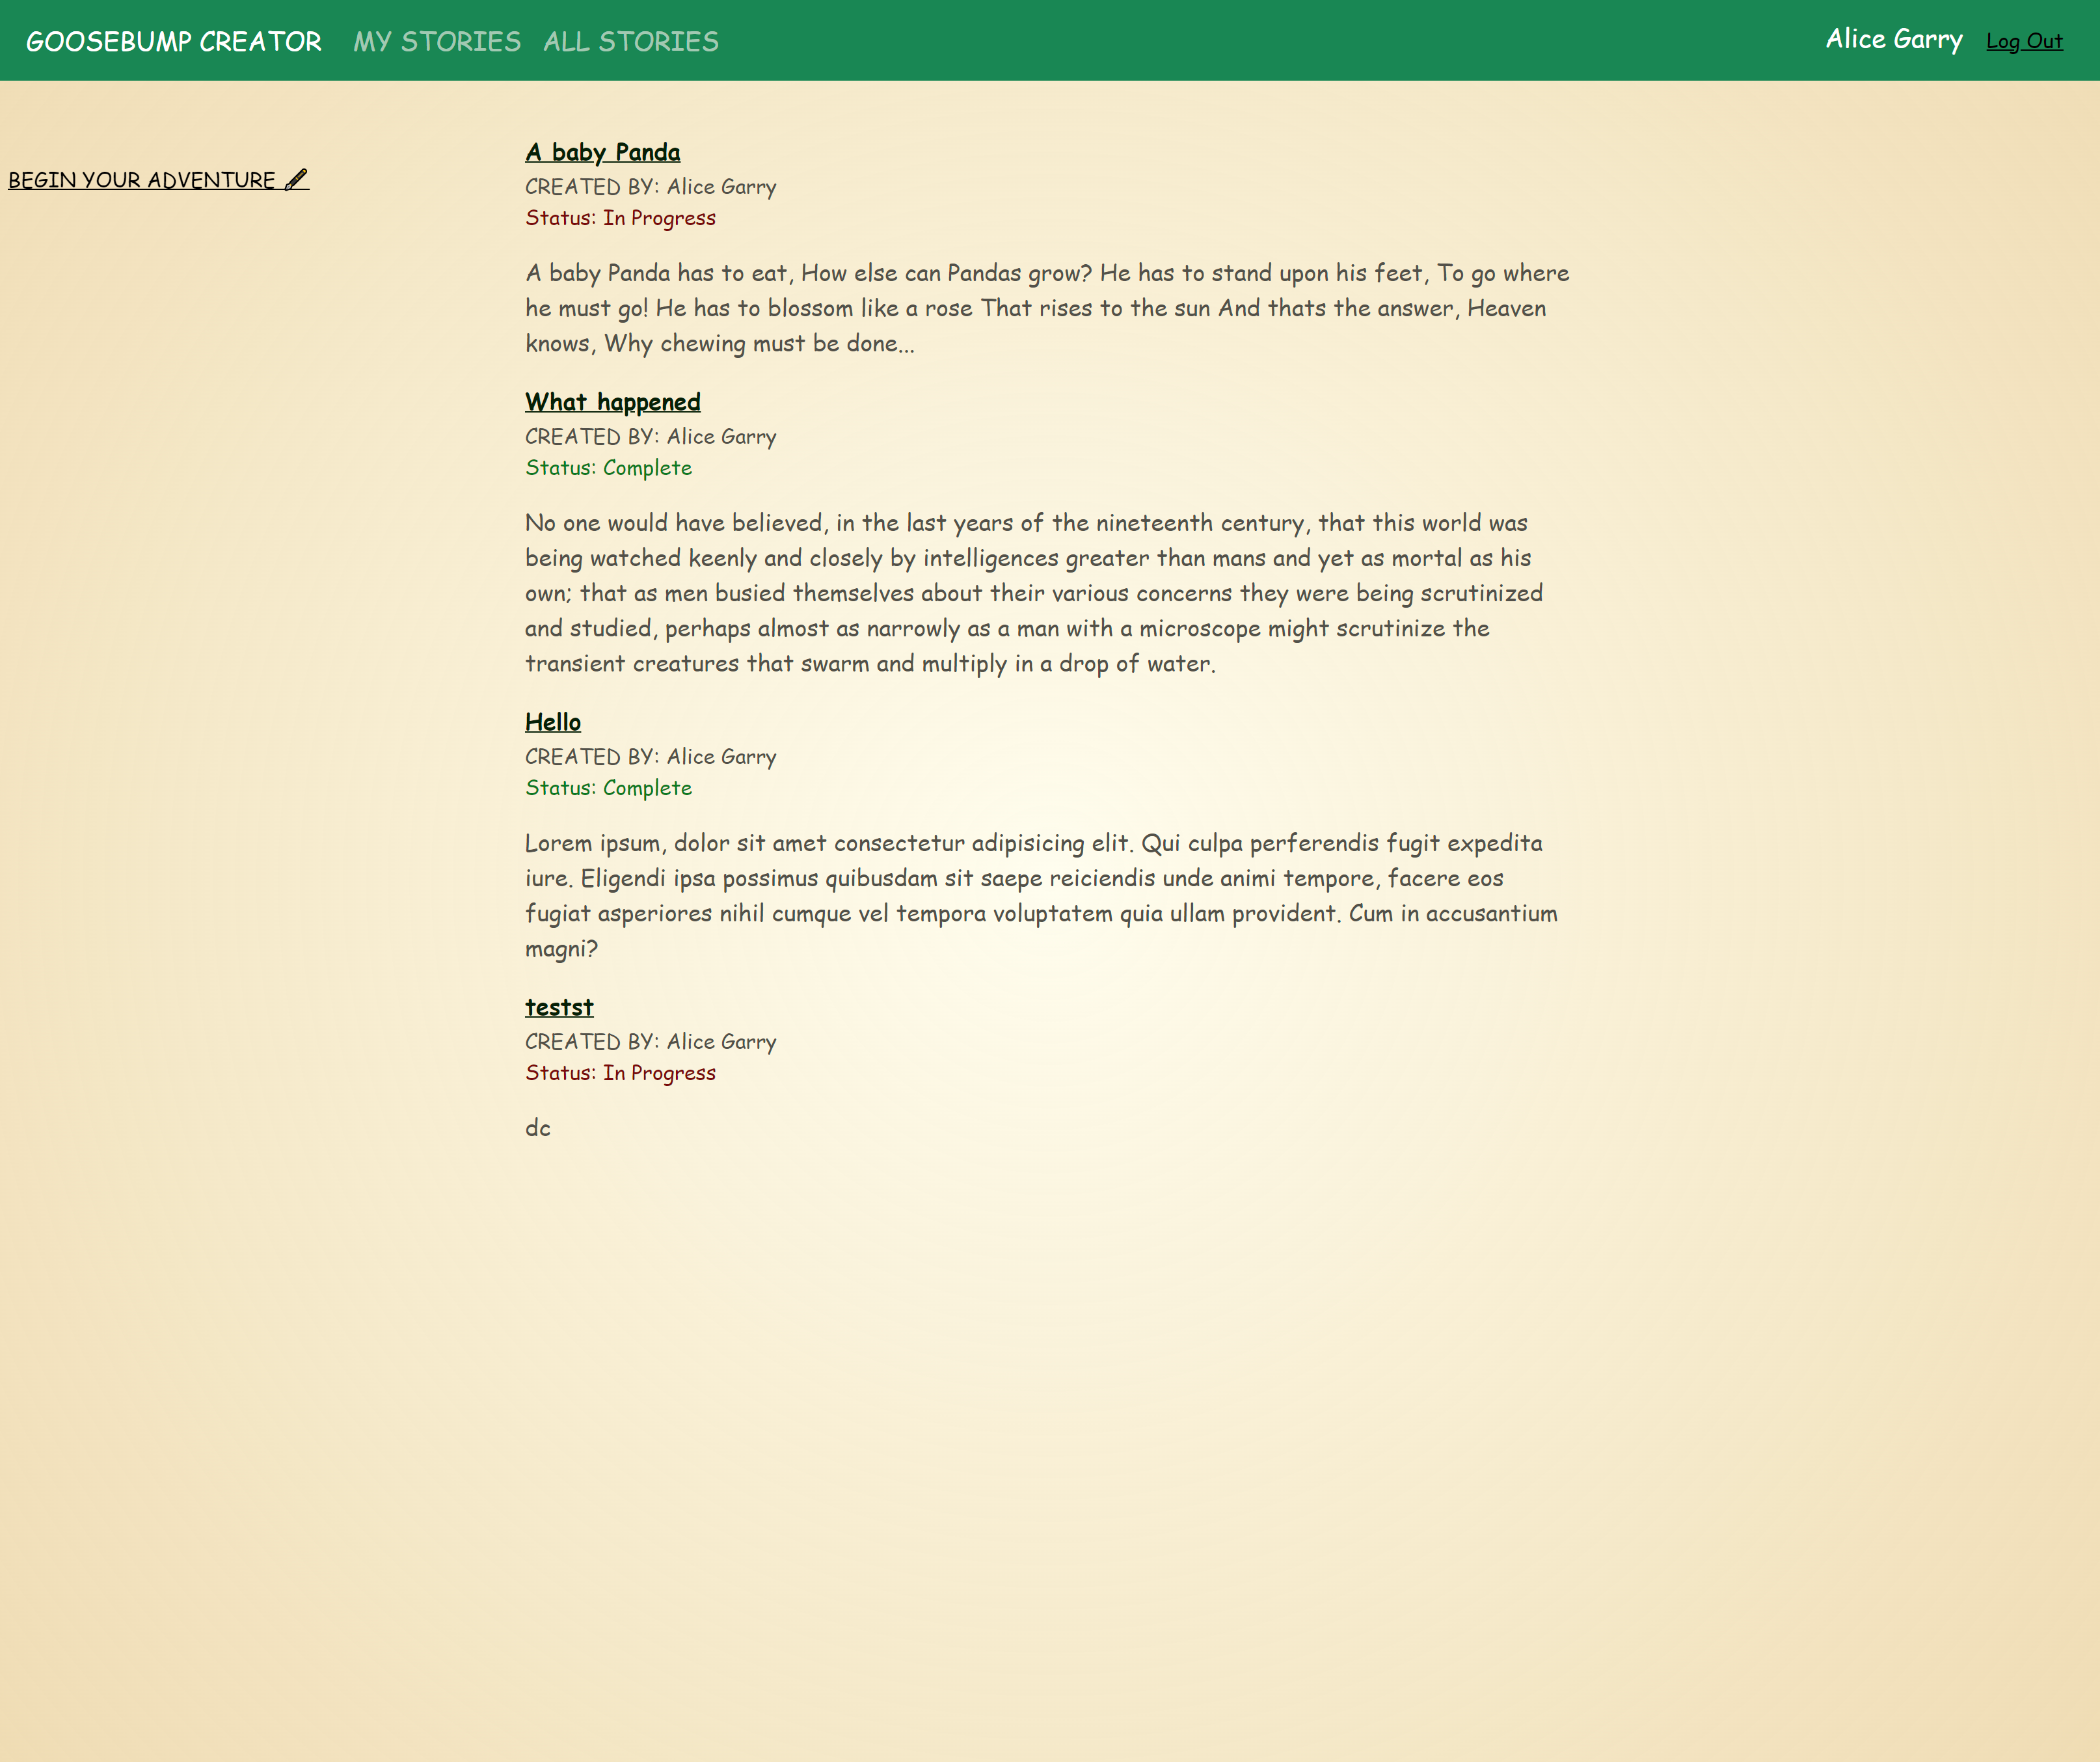 GOOSEBUMP CREATOR MY STORIES ALL STORIES Alice Garry Log Out
BEGIN YOUR ADVENTURE
A baby Panda
CREATED BY: Alice Garry
Status: In Progress
A baby Panda has to eat, How else can Pandas grow? He has to stand upon his feet, To go where
he must go! He has to blossom like a rose That rises to the sun And thats the answer, Heaven
knows, Why chewing must be done...
What happened
CREATED BY: Alice Garry
Status: Complete
No one would have believed, in the last years of the nineteenth century, that this world was
being watched keenly and closely by intelligences greater than mans and yet as mortal as his
own; that as men busied themselves about their various concerns they were being scrutinized
and studied, perhaps almost as narrowly as a man with a microscope might scrutinize the
transient creatures that swarm and multiply in a drop of water.
Hello
CREATED BY: Alice Garry
Status: Complete
Lorem ipsum, dolor sit amet consectetur adipisicing elit. Qui culpa perferendis fugit expedita
iure. Eligendi ipsa possimus quibusdam sit saepe reiciendis unde animi tempore, facere eos
fugiat asperiores nihil cumque vel tempora voluptatem quia ullam provident. Cum in accusantium
magni?
testst
CREATED BY: Alice Garry
Status: In Progress
dc